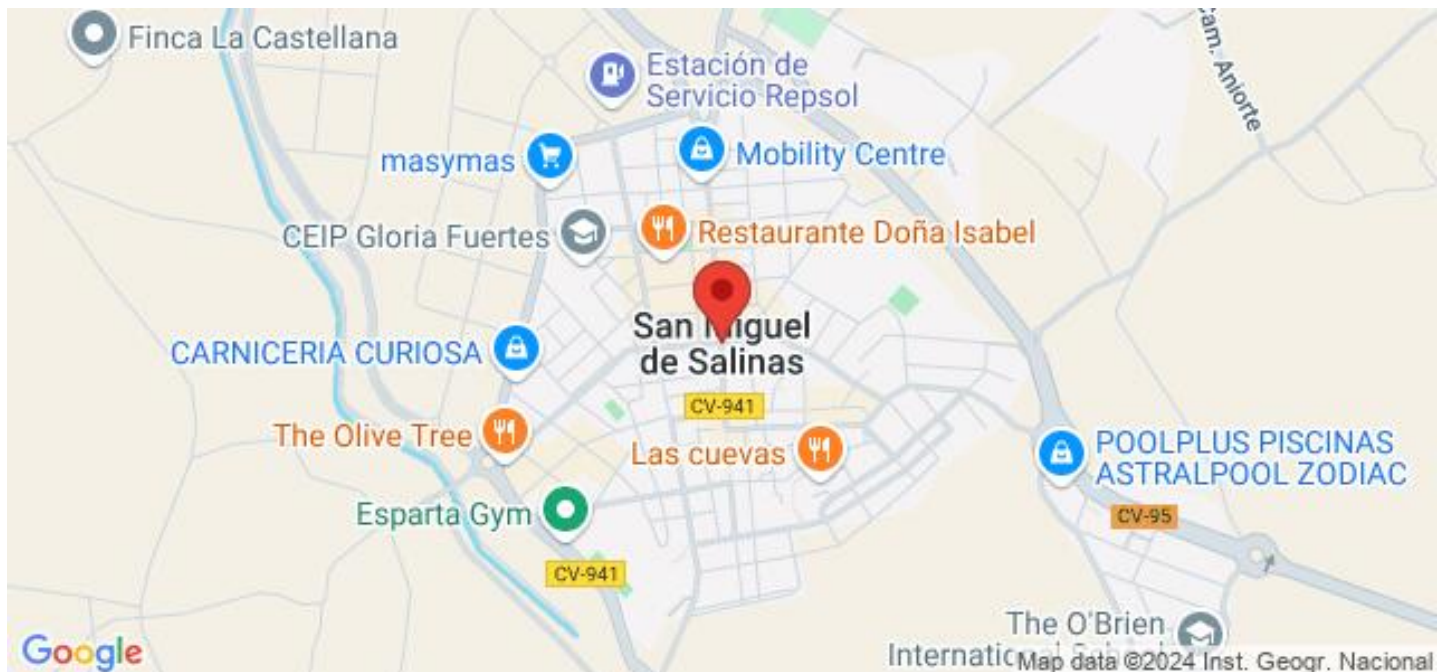 Finca La Castellana
Cam. Aniorte
Estación de
Servicio Repsol
masymas
Mobility Centre
CEIP Gloria Fuertes
Restaurante Doña Isabel
San Miguel
de Salinas
CARNICERIA CURIOSA
CV-941
The Olive Tree
Las cuevas
POOLPLUS PISCINAS
ASTRALPOOL ZODIAC
Esparta Gym
CV-95
CV-941
The O'Brien
International
Google
Map data ©2024 Inst. Geogr. Nacional